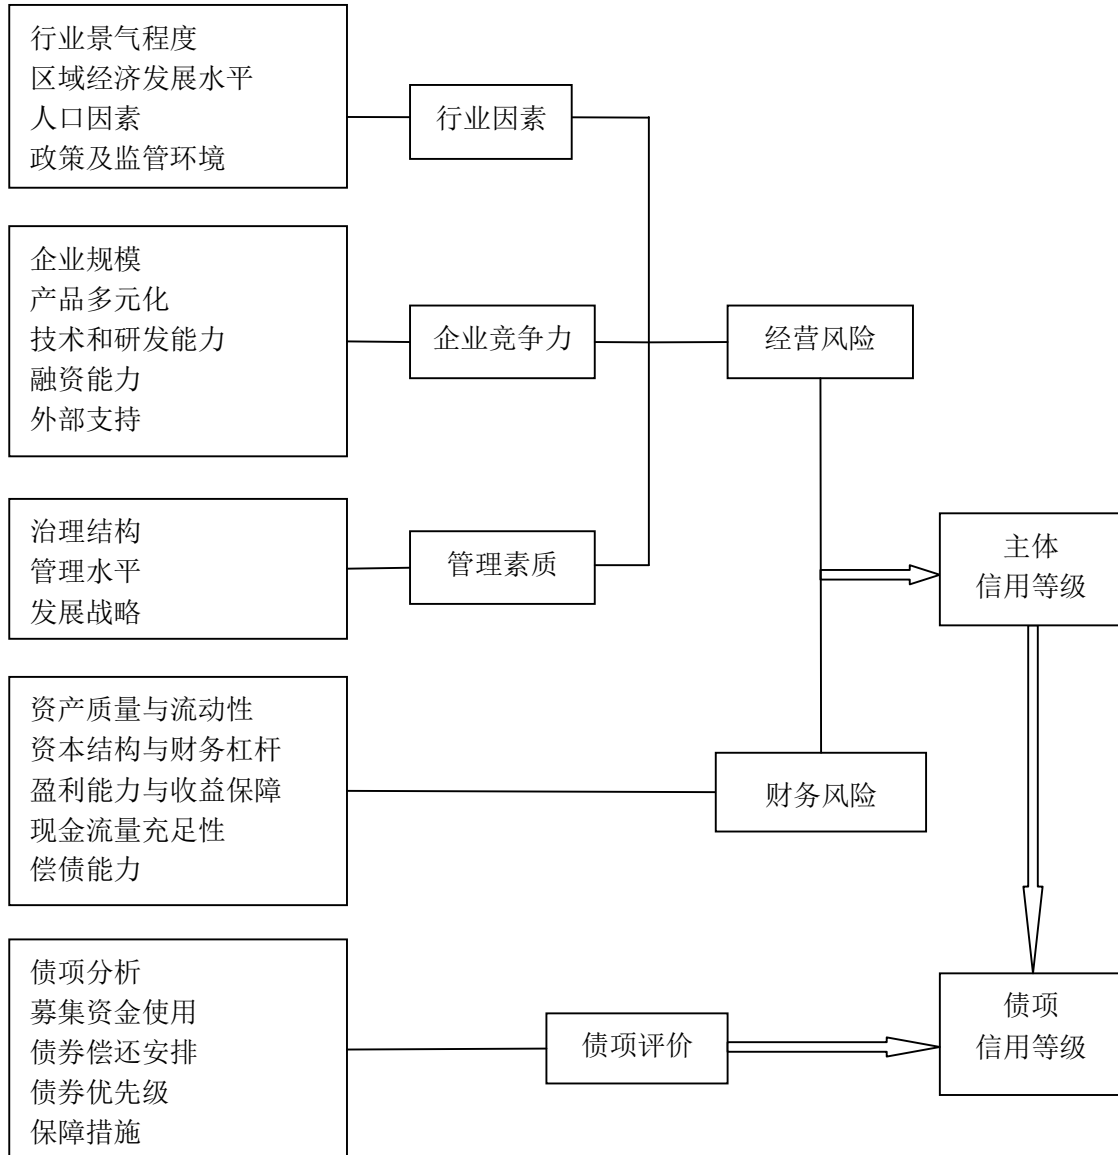 行业景气程度
区域经济发展水平
人口因素
政策及监管环境
行业因素
企业规模
产品多元化
技术和研发能力
融资能力
外部支持
企业竞争力
经营风险
治理结构
管理水平
发展战略
管理素质
主体
信用等级
资产质量与流动性
资本结构与财务杠杆
盈利能力与收益保障
现金流量充足性
偿债能力
财务风险
债项分析
募集资金使用
债券偿还安排
债券优先级
保障措施
债项评价
债项
信用等级